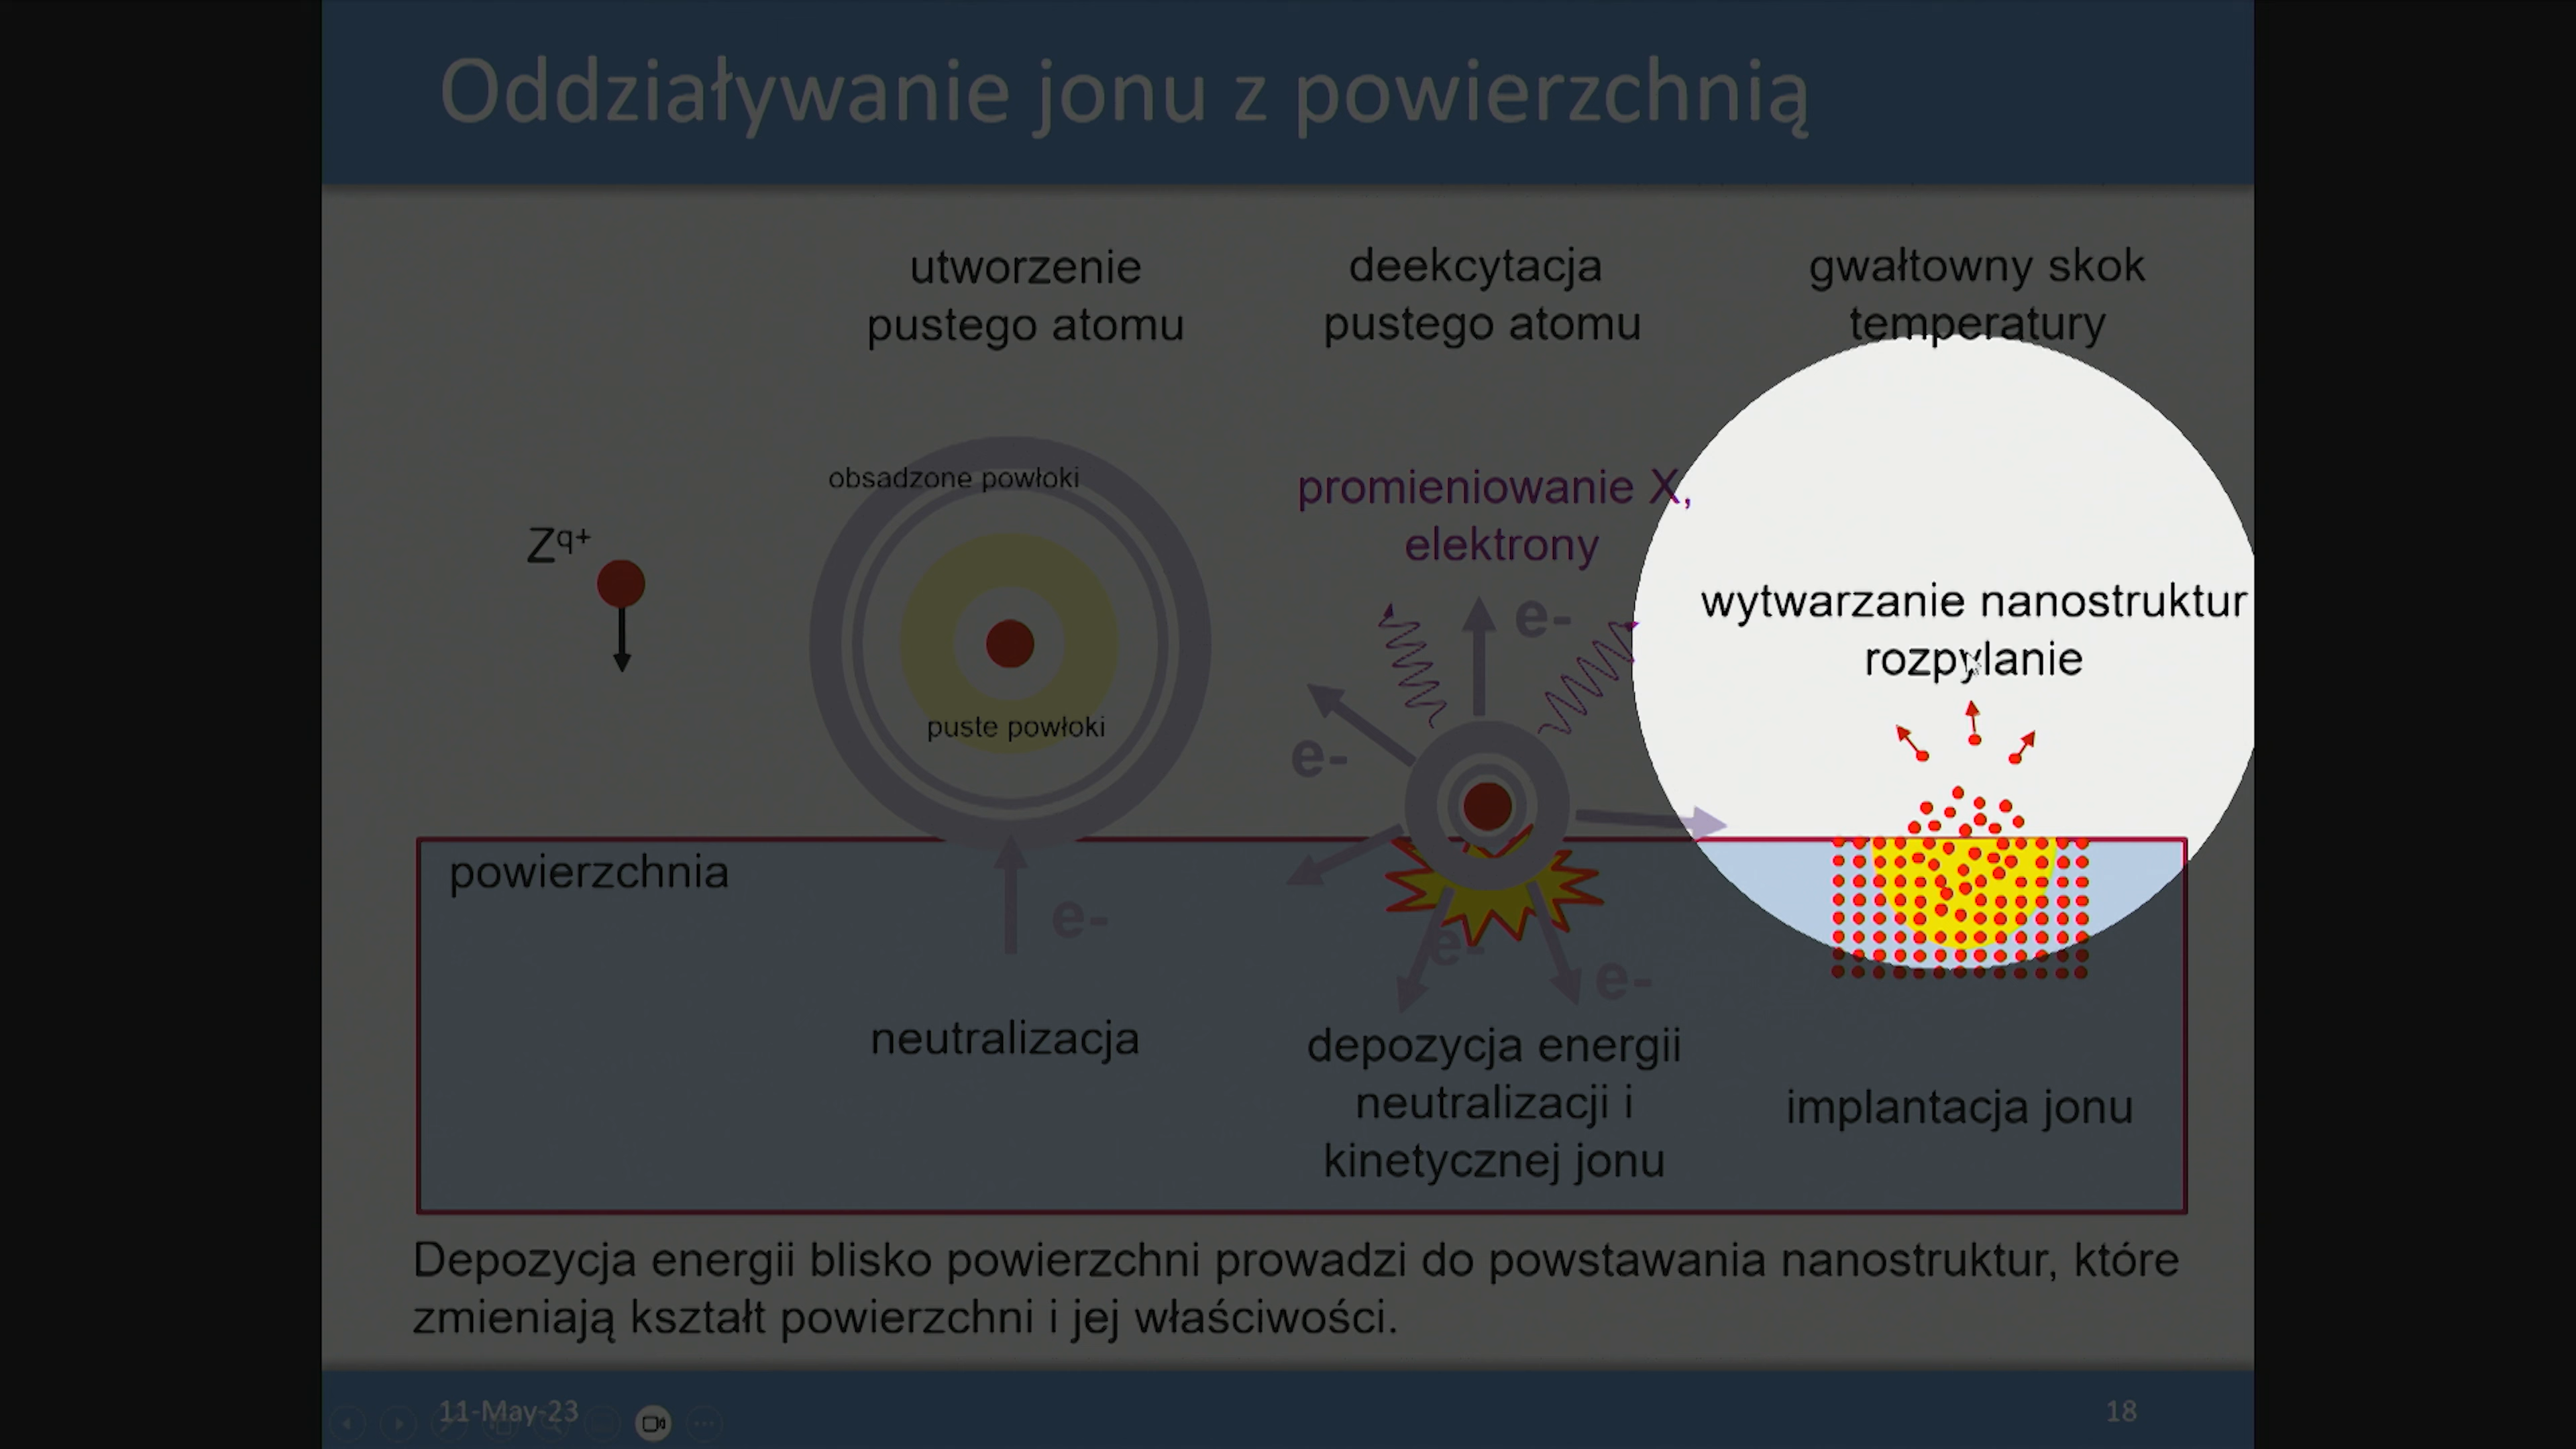 Oddziaływanie jonu z powierzchnią
utworzenie
pustego atomu
deekcytacja
pustego atomu
gwałtowny skok
temperatury
obsadzone powłoki
promieniowanie X,
elektrony
Zq+
e-
wytwarzanie nanostruktur
rozpylanie
puste powłoki
e-
powierzchnia
e-
e-
e-
neutralizacja
depozycja energii
neutralizacji i
kinetycznej jonu
implantacja jonu
Depozycja energii blisko powierzchni prowadzi do powstawania nanostruktur, które
zmieniają kształt powierzchni i jej właściwości.
11-May-23
18